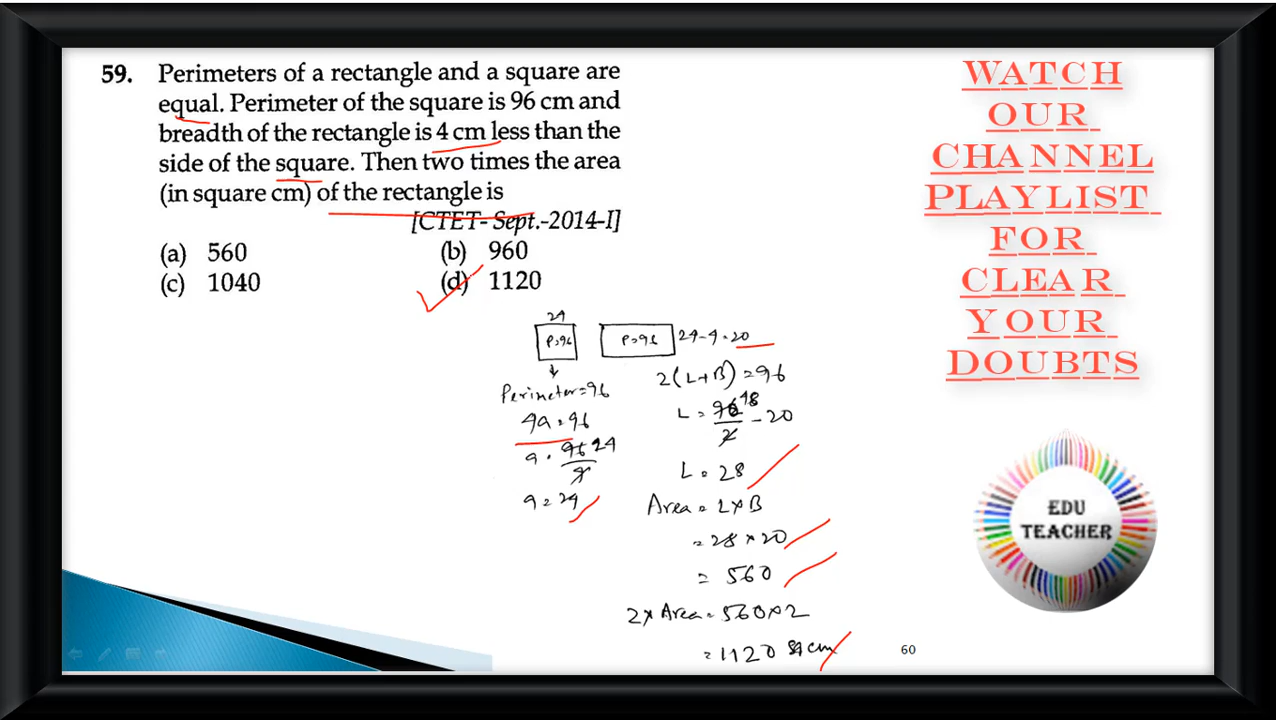 59. Perimeters of a rectangle and a square are
equal. Perimeter of the square is 96 cm and
breadth of the rectangle is 4 cm less than the
side of the square. Then two times the area
(in square cm) of the rectangle is
[CTET- Sept.-2014-I]
(a) 560 (b) 960
(c) 1040 (d) 1120
24
P=96
P=96 24-4=20
Perimeter=96
4a=96
a=96 24
4
a=24
2(L+B)=96
L=96 48 -20
2
L=28
Area=L×B
=28×20
=560
2×Area=560×2
=1120 sq cm
WATCH
OUR
CHANNEL
PLAYLIST
FOR
CLEAR
YOUR
DOUBTS
EDU
TEACHER
60